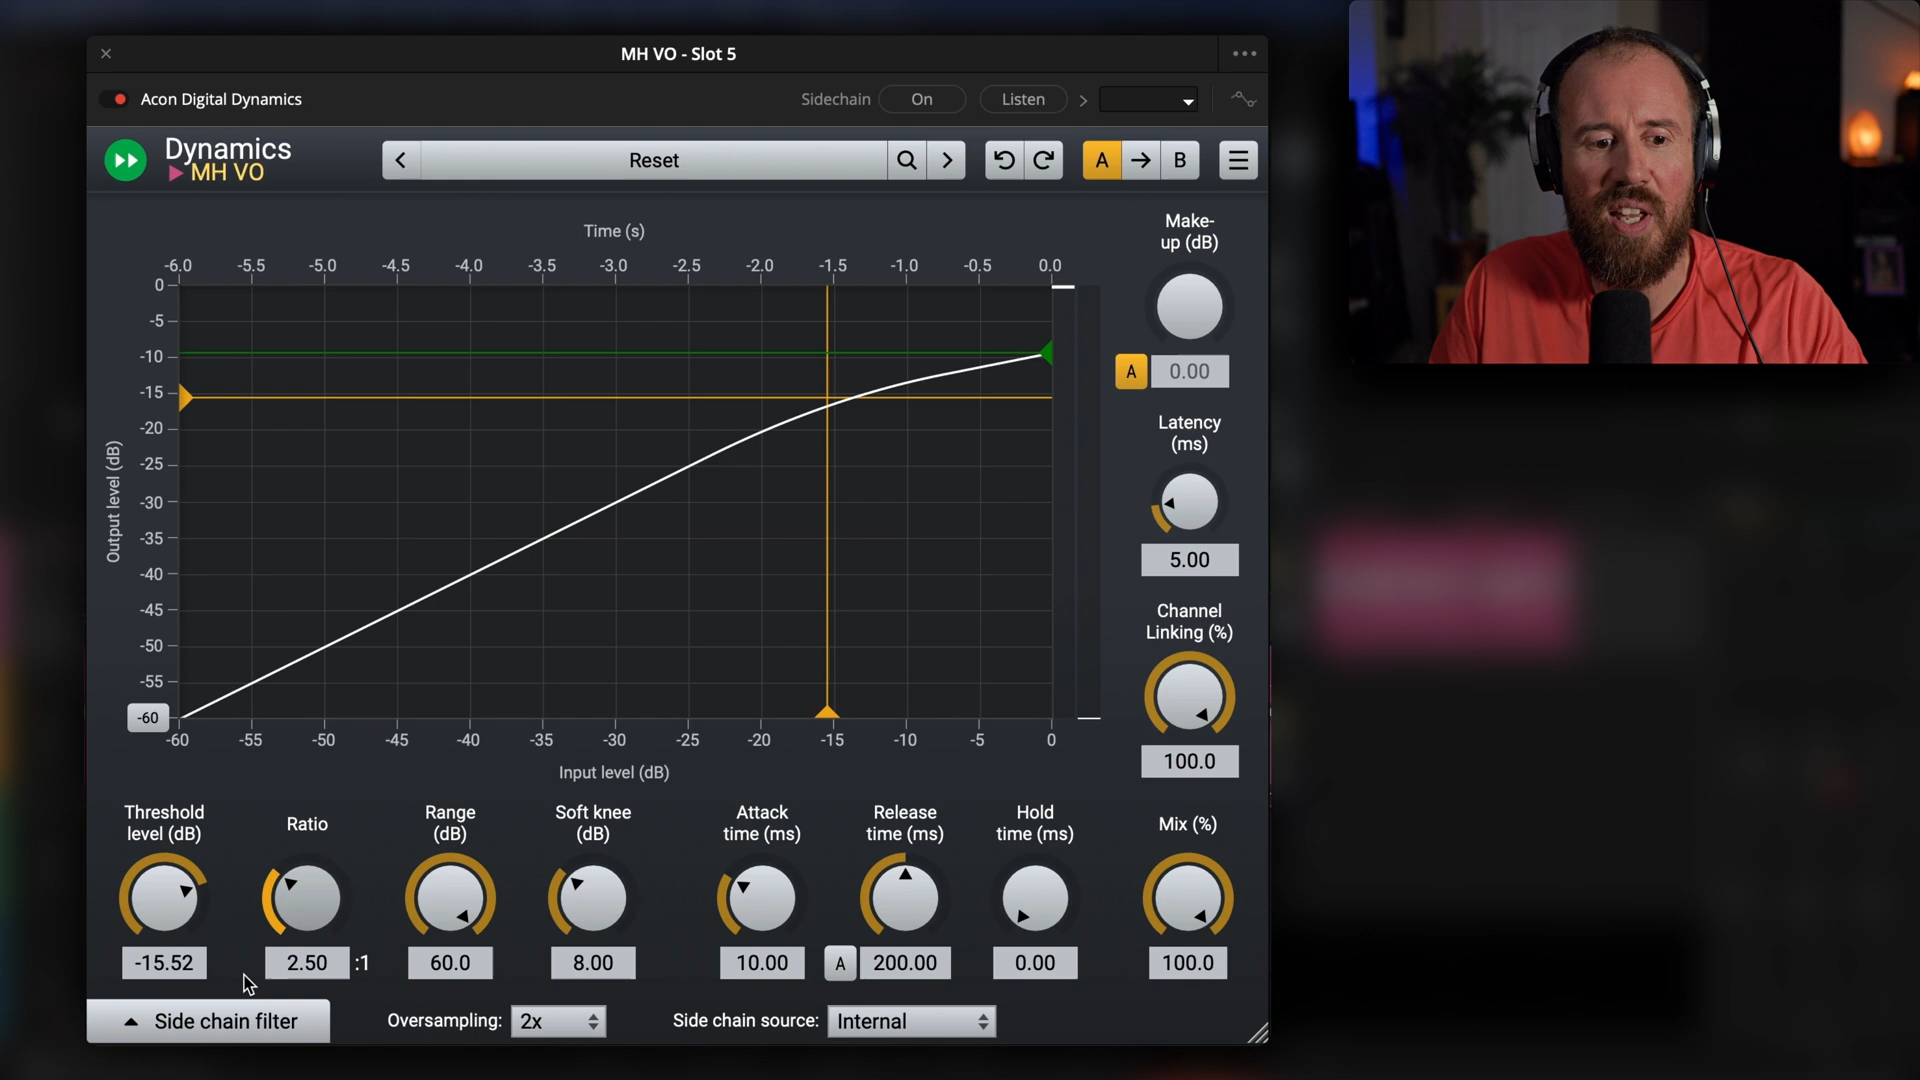 MH VO - Slot 5
Acon Digital Dynamics
Sidechain On Listen
Dynamics
MH VO
Reset
A B
Time (s)
-6.0 -5.5 -5.0 -4.5 -4.0 -3.5 -3.0 -2.5 -2.0 -1.5 -1.0 -0.5 0.0
0
-5
-10
-15
-20
-25
-30
-35
-40
-45
-50
-55
-60
Output level (dB)
-60 -55 -50 -45 -40 -35 -30 -25 -20 -15 -10 -5 0
Input level (dB)
Make-
up (dB)
A 0.00
Latency
(ms)
5.00
Channel
Linking (%)
100.0
Threshold
level (dB)
-15.52
Ratio
2.50 :1
Range
(dB)
60.0
Soft knee
(dB)
8.00
Attack
time (ms)
10.00
Release
time (ms)
A 200.00
Hold
time (ms)
0.00
Mix (%)
100.0
Side chain filter
Oversampling: 2x
Side chain source: Internal